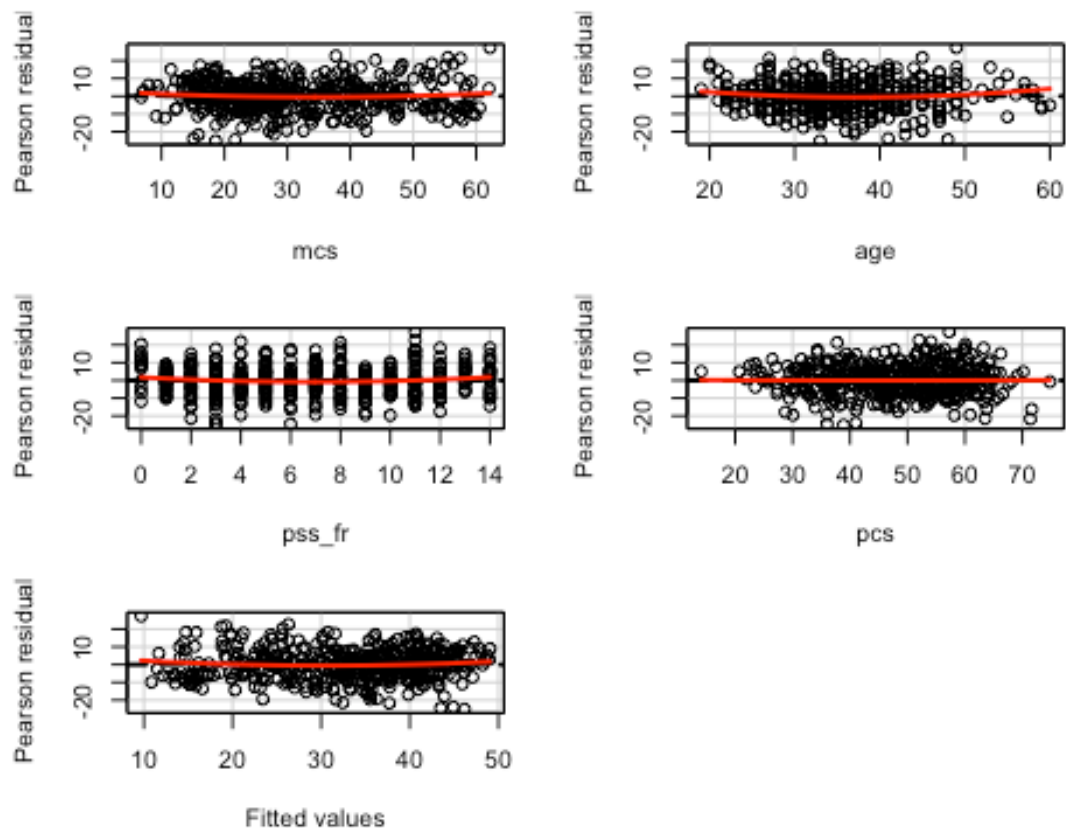 Pearson residual
10
-20
10 20 30 40 50 60
mcs
Pearson residual
10
-20
20 30 40 50 60
age
Pearson residual
10
-20
0 2 4 6 8 10 12 14
pss_fr
Pearson residual
10
-20
20 30 40 50 60 70
pcs
Pearson residual
10
-20
10 20 30 40 50
Fitted values